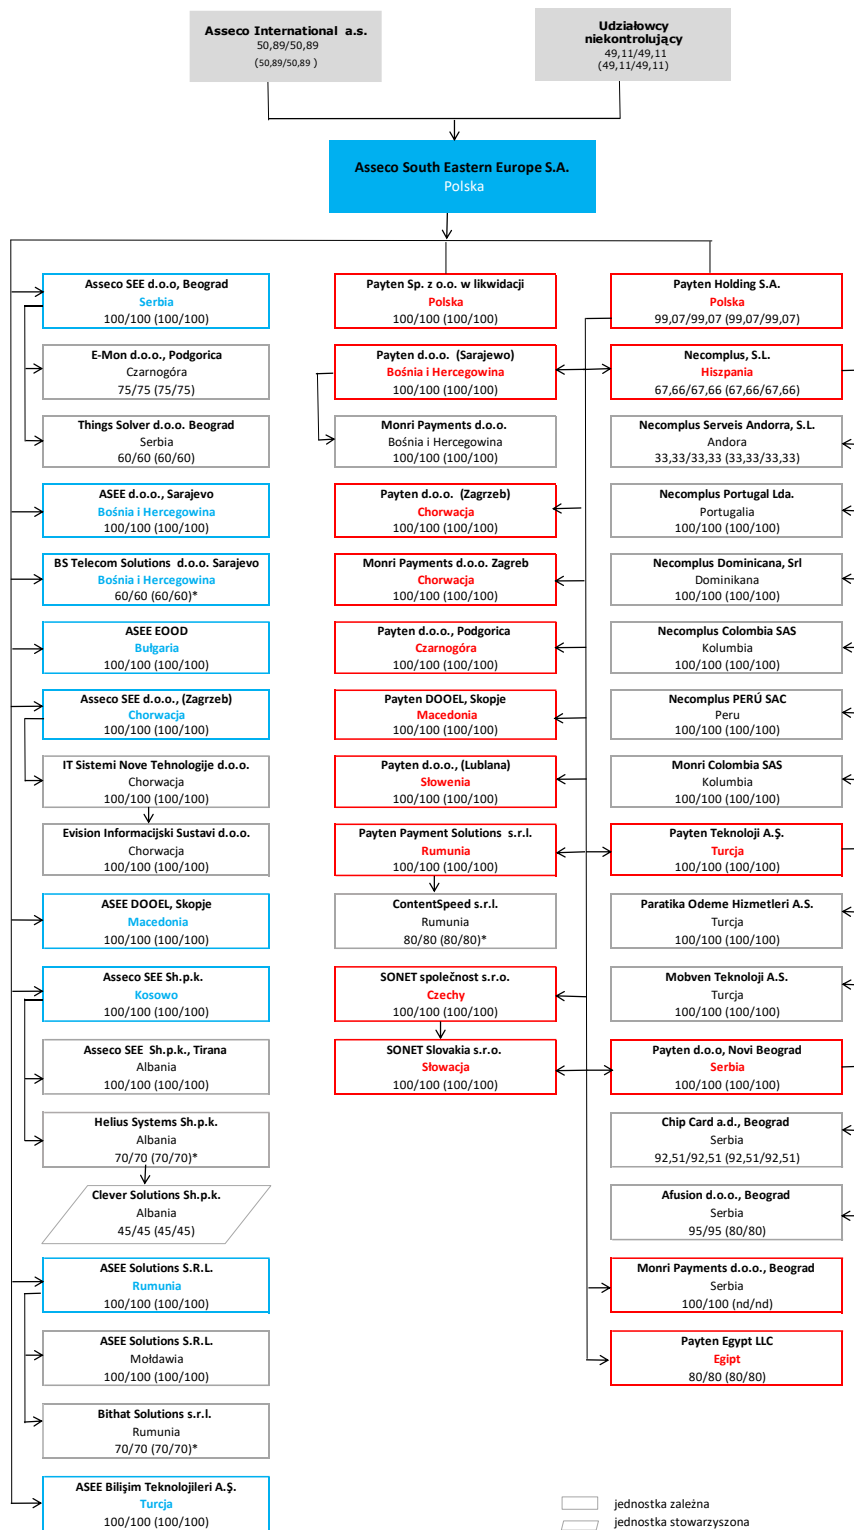 Asseco International a.s.
50,89/50,89
(50,89/50,89 )
Udziałowcy
niekontrolujący
49,11/49,11
(49,11/49,11)
Asseco South Eastern Europe S.A.
Polska
Asseco SEE d.o.o, Beograd
Serbia
100/100 (100/100)
E-Mon d.o.o., Podgorica
Czarnogóra
75/75 (75/75)
Things Solver d.o.o. Beograd
Serbia
60/60 (60/60)
ASEE d.o.o., Sarajevo
Bośnia i Hercegowina
100/100 (100/100)
BS Telecom Solutions d.o.o. Sarajevo
Bośnia i Hercegowina
60/60 (60/60)*
ASEE EOOD
Bułgaria
100/100 (100/100)
Asseco SEE d.o.o., (Zagrzeb)
Chorwacja
100/100 (100/100)
IT Sistemi Nove Tehnologije d.o.o.
Chorwacja
100/100 (100/100)
Evision Informacijski Sustavi d.o.o.
Chorwacja
100/100 (100/100)
ASEE DOOEL, Skopje
Macedonia
100/100 (100/100)
Asseco SEE Sh.p.k.
Kosowo
100/100 (100/100)
Asseco SEE Sh.p.k., Tirana
Albania
100/100 (100/100)
Helius Systems Sh.p.k.
Albania
70/70 (70/70)*
Clever Solutions Sh.p.k.
Albania
45/45 (45/45)
ASEE Solutions S.R.L.
Rumunia
100/100 (100/100)
ASEE Solutions S.R.L.
Mołdawia
100/100 (100/100)
Bithat Solutions s.r.l.
Rumunia
70/70 (70/70)*
ASEE Bilişim Teknolojileri A.Ş.
Turcja
100/100 (100/100)
Payten Sp. z o.o. w likwidacji
Polska
100/100 (100/100)
Payten d.o.o. (Sarajewo)
Bośnia i Hercegowina
100/100 (100/100)
Monri Payments d.o.o.
Bośnia i Hercegowina
100/100 (100/100)
Payten d.o.o. (Zagrzeb)
Chorwacja
100/100 (100/100)
Monri Payments d.o.o. Zagreb
Chorwacja
100/100 (100/100)
Payten d.o.o., Podgorica
Czarnogóra
100/100 (100/100)
Payten DOOEL, Skopje
Macedonia
100/100 (100/100)
Payten d.o.o., (Lublana)
Słowenia
100/100 (100/100)
Payten Payment Solutions s.r.l.
Rumunia
100/100 (100/100)
ContentSpeed s.r.l.
Rumunia
80/80 (80/80)*
SONET společnost s.r.o.
Czechy
100/100 (100/100)
SONET Slovakia s.r.o.
Słowacja
100/100 (100/100)
Payten Holding S.A.
Polska
99,07/99,07 (99,07/99,07)
Necomplus, S.L.
Hiszpania
67,66/67,66 (67,66/67,66)
Necomplus Serveis Andorra, S.L.
Andora
33,33/33,33 (33,33/33,33)
Necomplus Portugal Lda.
Portugalia
100/100 (100/100)
Necomplus Dominicana, Srl
Dominikana
100/100 (100/100)
Necomplus Colombia SAS
Kolumbia
100/100 (100/100)
Necomplus PERÚ SAC
Peru
100/100 (100/100)
Monri Colombia SAS
Kolumbia
100/100 (100/100)
Payten Teknoloji A.Ş.
Turcja
100/100 (100/100)
Paratika Odeme Hizmetleri A.S.
Turcja
100/100 (100/100)
Mobven Teknoloji A.S.
Turcja
100/100 (100/100)
Payten d.o.o, Novi Beograd
Serbia
100/100 (100/100)
Chip Card a.d., Beograd
Serbia
92,51/92,51 (92,51/92,51)
Afusion d.o.o., Beograd
Serbia
95/95 (80/80)
Monri Payments d.o.o., Beograd
Serbia
100/100 (nd/nd)
Payten Egypt LLC
Egipt
80/80 (80/80)
jednostka zależna
jednostka stowarzyszona